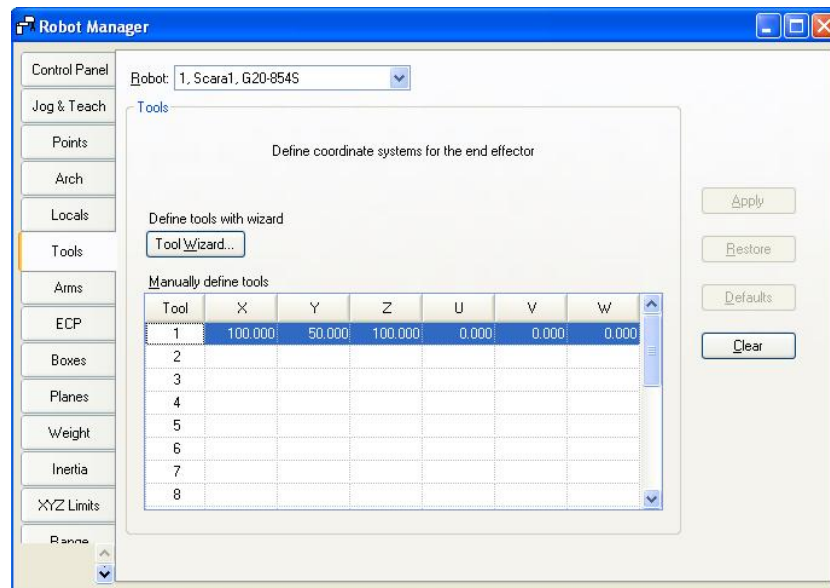 Robot Manager
Control Panel
Jog & Teach
Points
Arch
Locals
Tools
Arms
ECP
Boxes
Planes
Weight
Inertia
XYZ Limits
Range
Robot: 1, Scara1, G20-854S
Tools
Define coordinate systems for the end effector
Define tools with wizard
Tool Wizard...
Manually define tools
Tool X Y Z U V W
1 100.000 50.000 100.000 0.000 0.000 0.000
2
3
4
5
6
7
8
Apply
Restore
Defaults
Clear